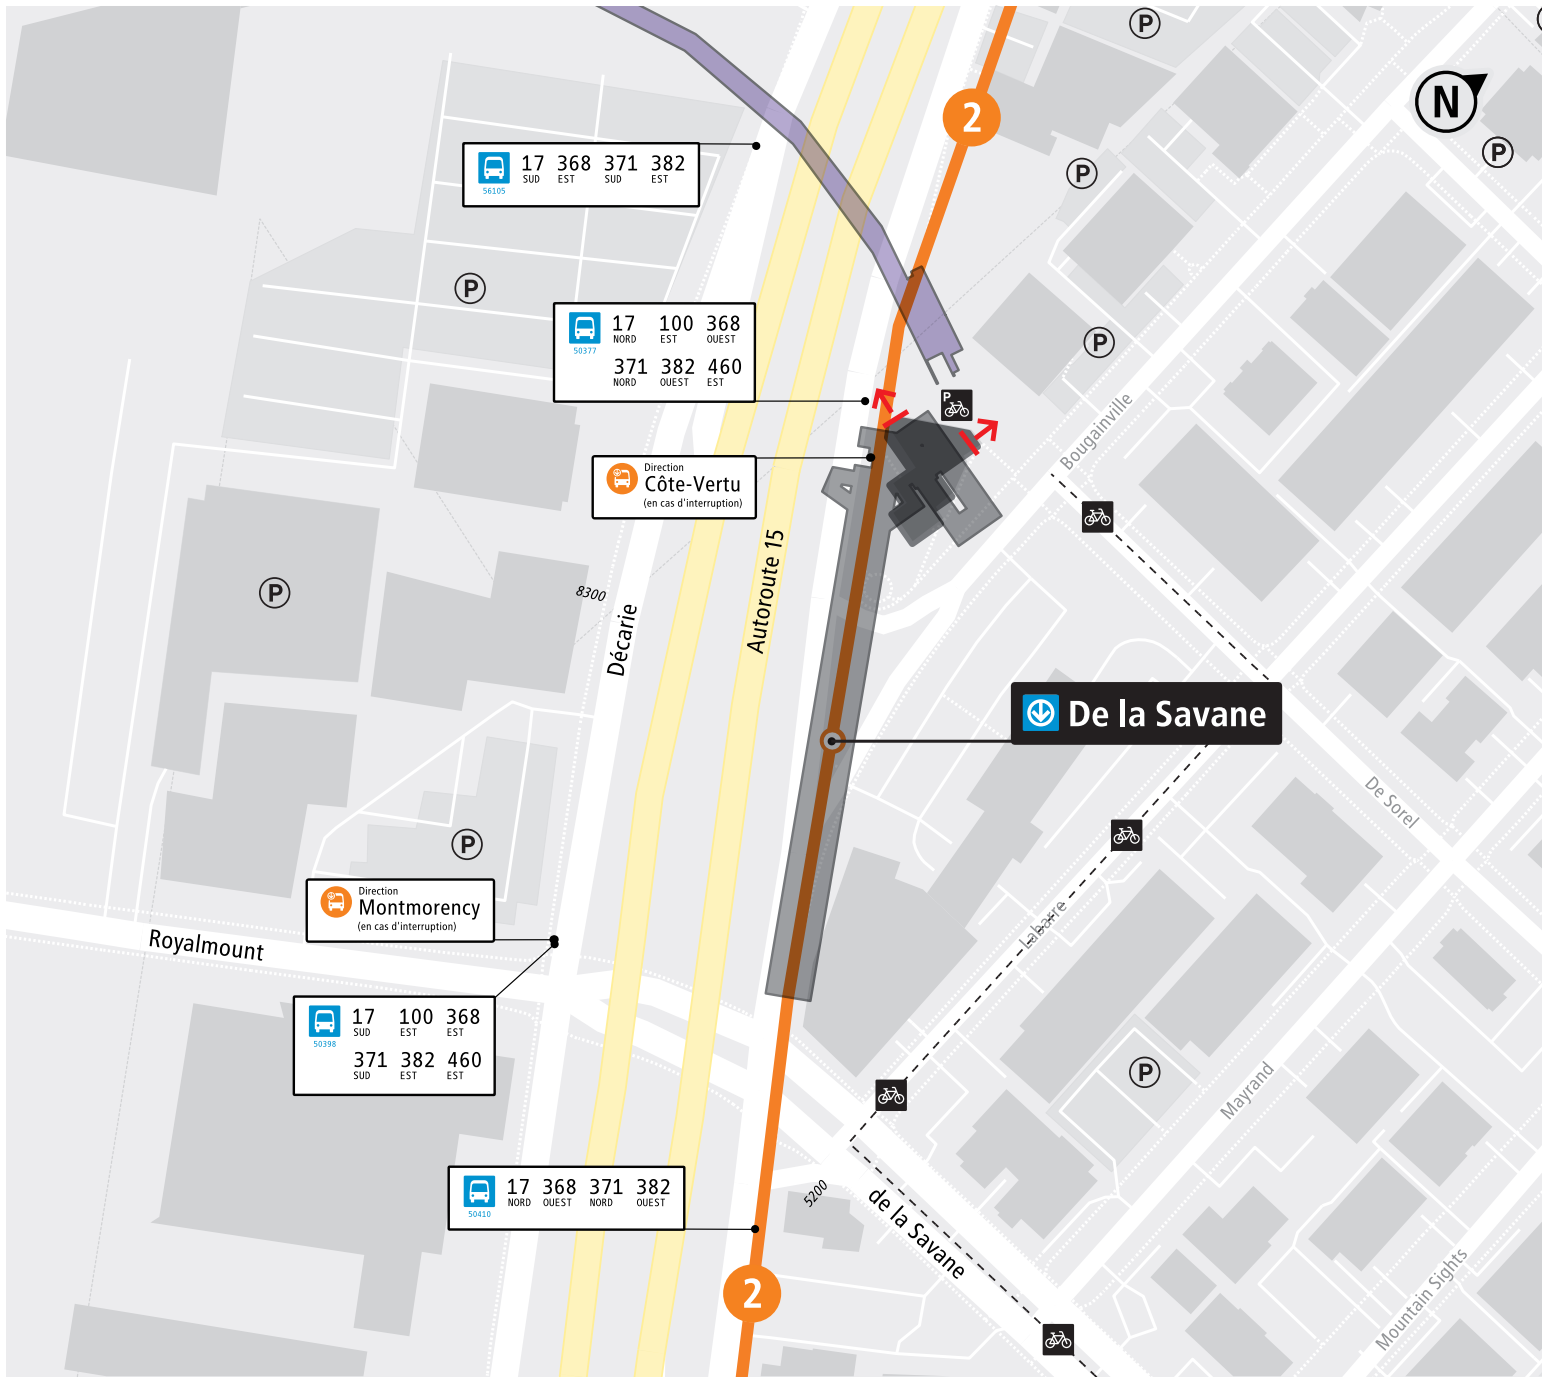 P
P
N
P
2
P
17 368 371 382
SUD EST SUD EST
56105
P
17 100 368
NORD EST OUEST
50377
371 382 460
NORD OUEST EST
P
P
Bougainville
Direction
Côte-Vertu
(en cas d'interruption)
Autoroute 15
P
8300
Décarie
De la Savane
De Sorel
P
Direction
Montmorency
(en cas d'interruption)
Labarre
Royalmount
17 100 368
SUD EST EST
50398
371 382 460
SUD EST EST
P
Mayrand
17 368 371 382
NORD OUEST NORD OUEST
50410
5200
de la Savane
2
Mountain Sights